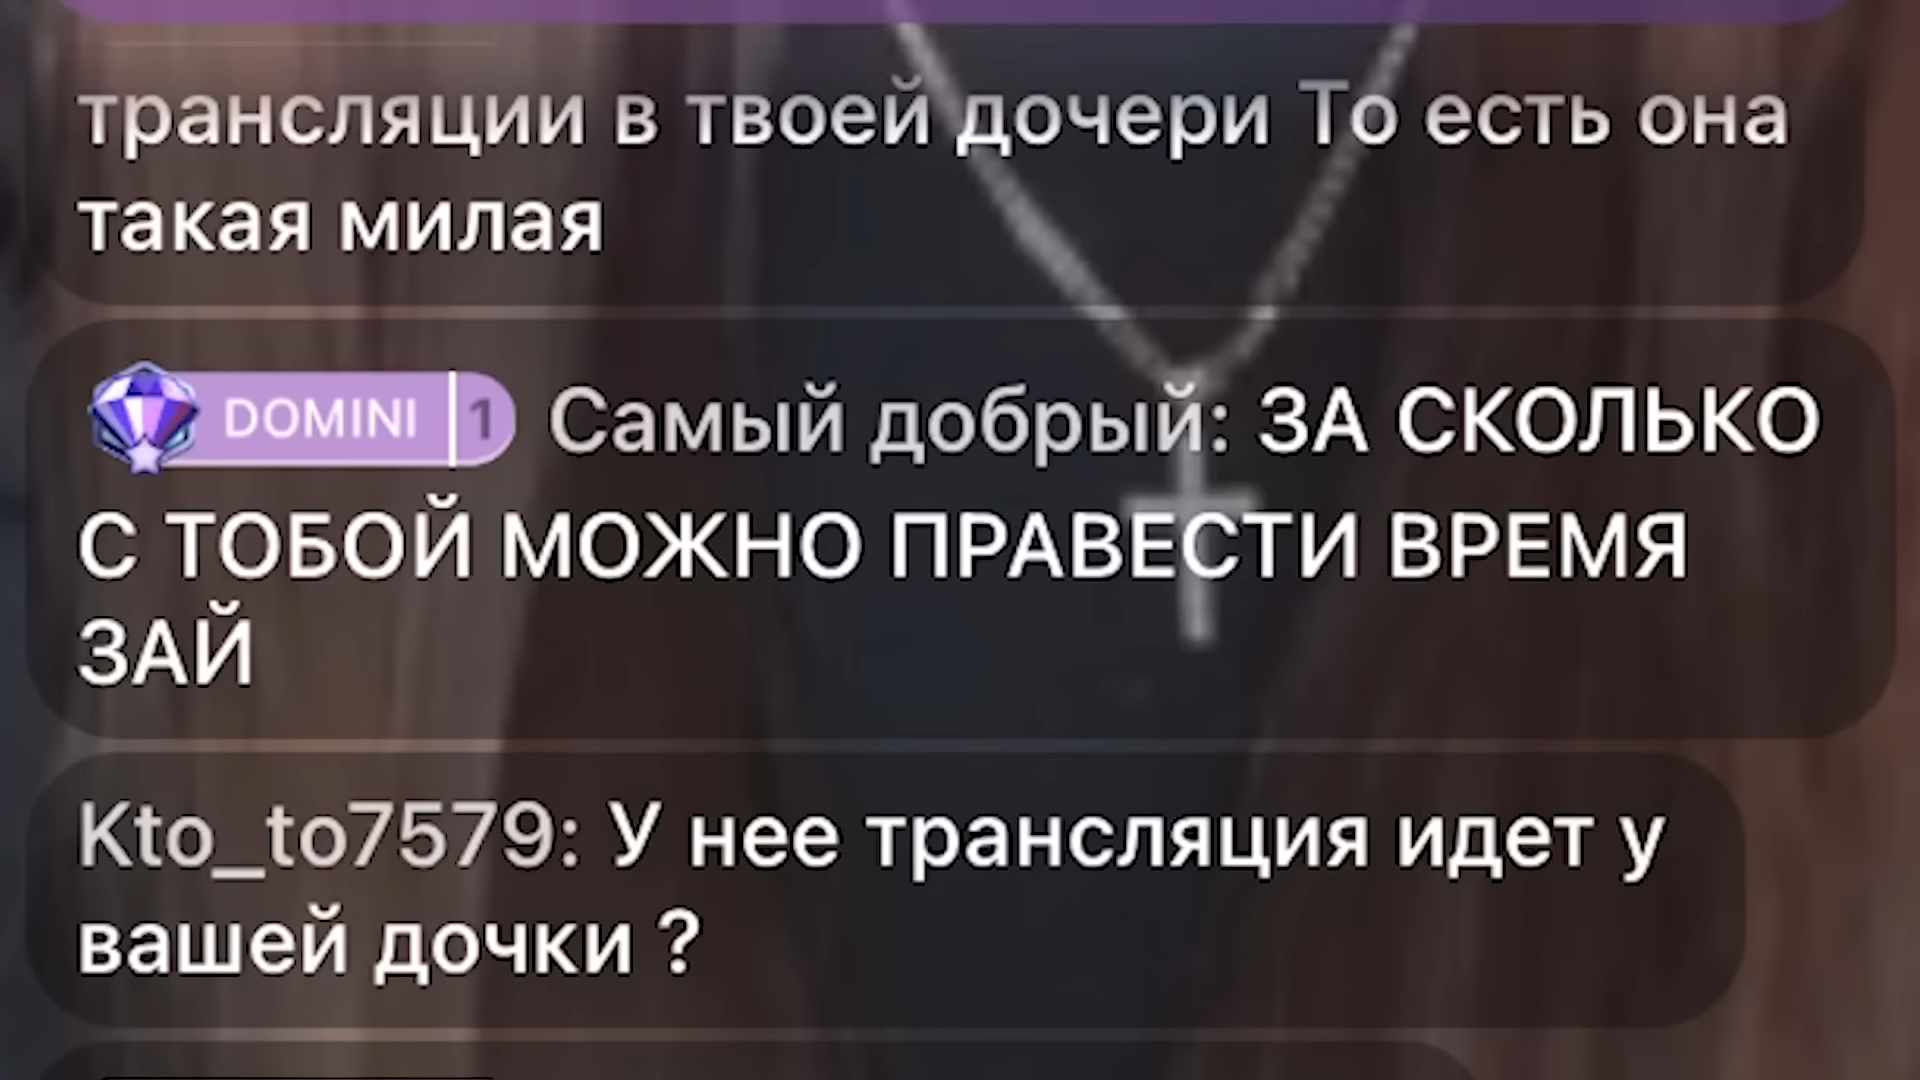 трансляции в твоей дочери То есть она
такая милая
DOMINI 1 Самый добрый: ЗА СКОЛЬКО
С ТОБОЙ МОЖНО ПРАВЕСТИ ВРЕМЯ
ЗАЙ
Kto_to7579: У нее трансляция идет у
вашей дочки ?